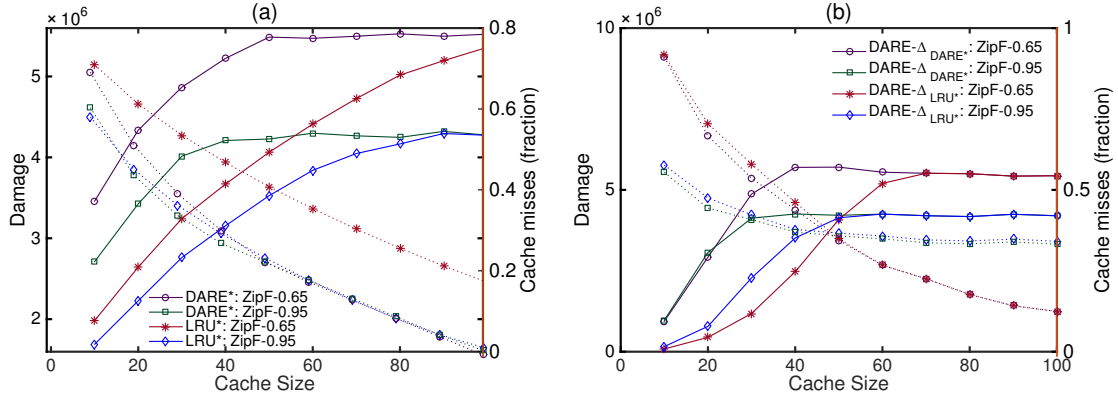 (a)
× 10⁶
5
4
3
2
Damage
0.8
0.6
0.4
0.2
0
Cache misses (fraction)
DARE*: ZipF-0.65
DARE*: ZipF-0.95
LRU*: ZipF-0.65
LRU*: ZipF-0.95
0 20 40 60 80
Cache Size
(b)
× 10⁶
10
5
0
Damage
1
0.5
0
Cache misses (fraction)
DARE-Δ DARE*: ZipF-0.65
DARE-Δ DARE*: ZipF-0.95
DARE-Δ LRU*: ZipF-0.65
DARE-Δ LRU*: ZipF-0.95
0 20 40 60 80 100
Cache Size